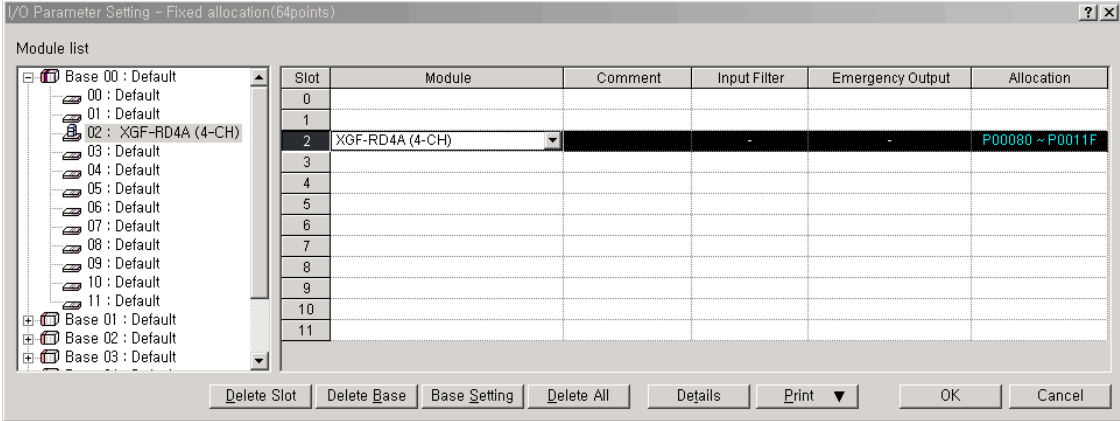 I/O Parameter Setting - Fixed allocation(64points)
Module list
Base 00 : Default
00 : Default
01 : Default
02 : XGF-RD4A (4-CH)
03 : Default
04 : Default
05 : Default
06 : Default
07 : Default
08 : Default
09 : Default
10 : Default
11 : Default
Base 01 : Default
Base 02 : Default
Base 03 : Default
Slot Module Comment Input Filter Emergency Output Allocation
0
1
2 XGF-RD4A (4-CH) - - P00080 ~ P0011F
3
4
5
6
7
8
9
10
11
Delete Slot Delete Base Base Setting Delete All Details Print ▼ OK Cancel